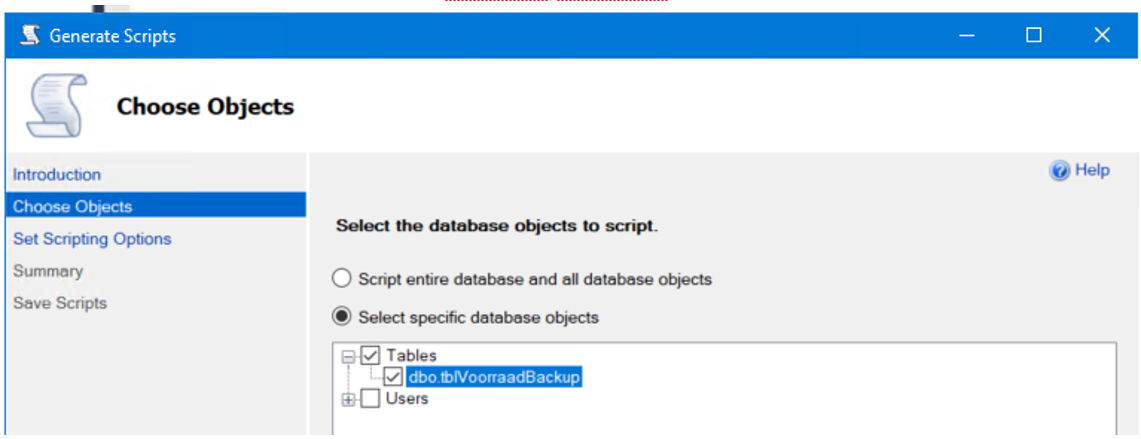 Generate Scripts
Choose Objects
Introduction
Choose Objects
Set Scripting Options
Summary
Save Scripts
Help
Select the database objects to script.
Script entire database and all database objects
Select specific database objects
Tables
dbo.tblVoorraadBackup
Users